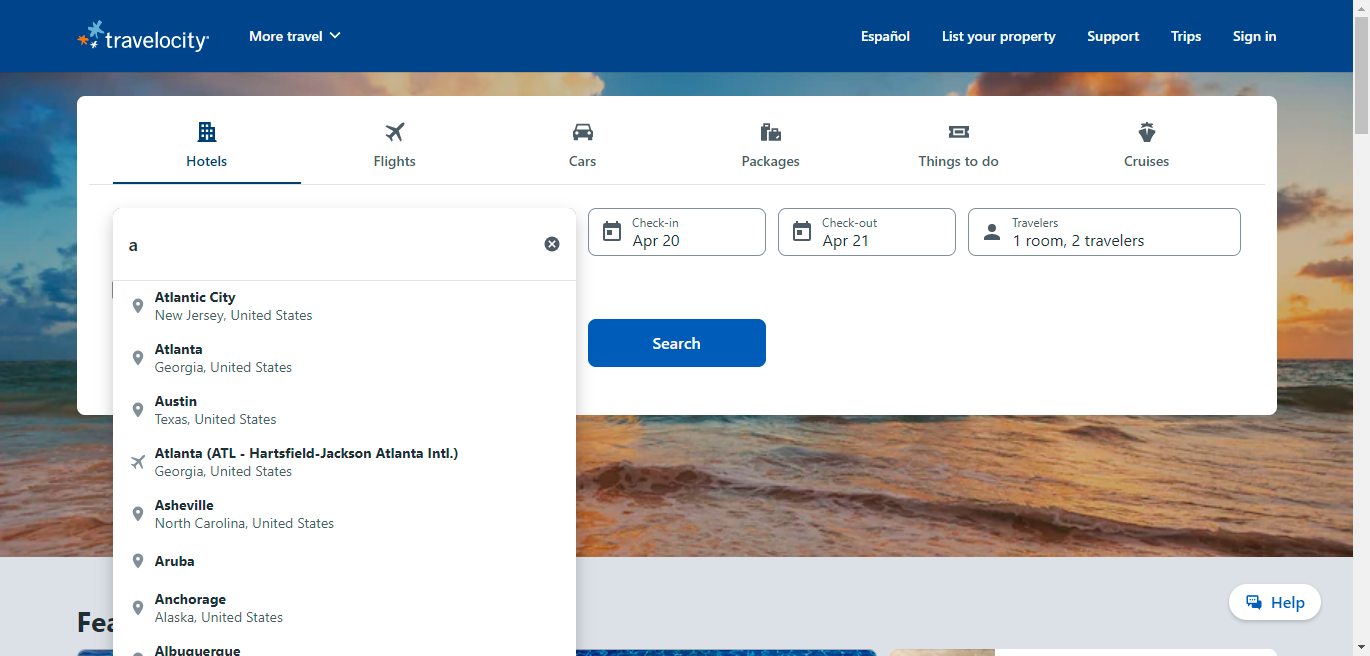 travelocity
More travel
Español
List your property
Support
Trips
Sign in
Hotels
Flights
Cars
Packages
Things to do
Cruises
a
Check-in
Apr 20
Check-out
Apr 21
Travelers
1 room, 2 travelers
Search
Atlantic City
New Jersey, United States
Atlanta
Georgia, United States
Austin
Texas, United States
Atlanta (ATL - Hartsfield-Jackson Atlanta Intl.)
Georgia, United States
Asheville
North Carolina, United States
Aruba
Anchorage
Alaska, United States
Albuquerque
Fea
Help